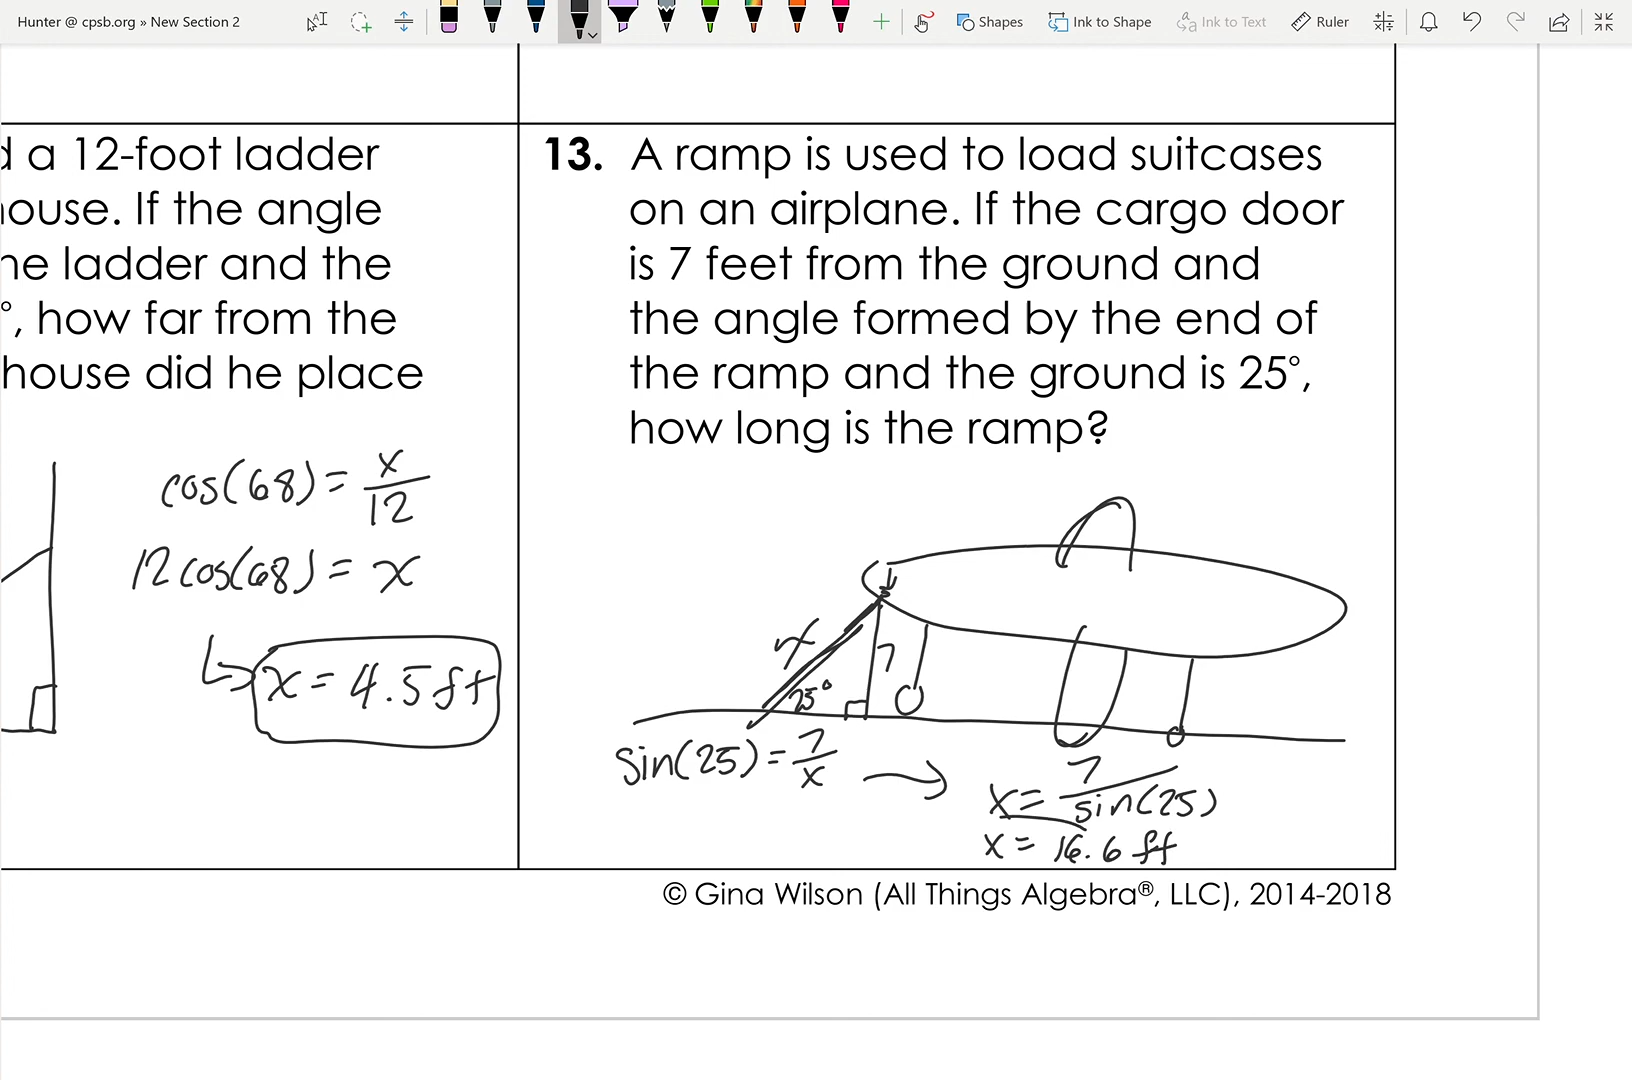 Hunter @ cpsb.org » New Section 2
Shapes
Ink to Shape
Ink to Text
Ruler
d a 12-foot ladder
ouse. If the angle
he ladder and the
°, how far from the
house did he place
cos(68) = x/12
12cos(68) = x
x = 4.5 ft
13. A ramp is used to load suitcases
on an airplane. If the cargo door
is 7 feet from the ground and
the angle formed by the end of
the ramp and the ground is 25°,
how long is the ramp?
x
7
25°
sin(25) = 7/x
x = 7/sin(25)
x = 16.6 ft
© Gina Wilson (All Things Algebra®, LLC), 2014-2018